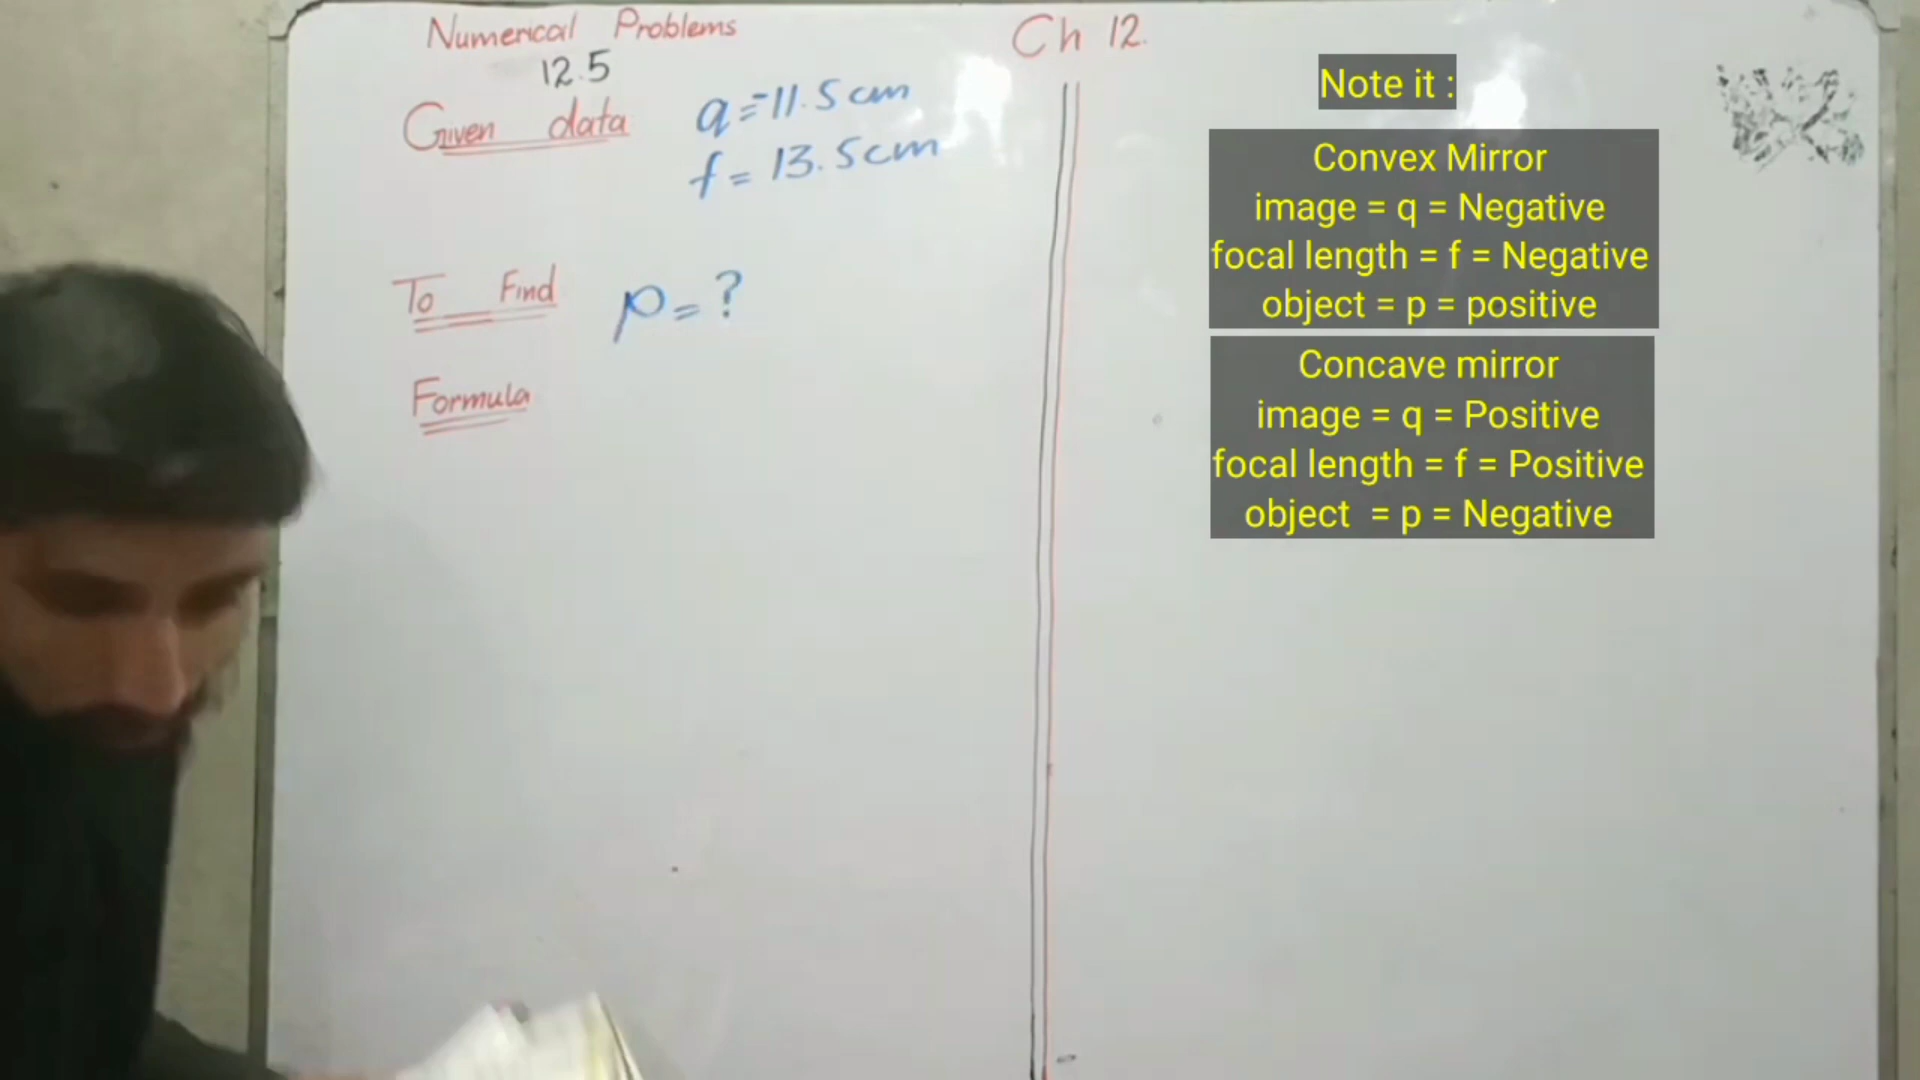 Numerical Problems
12.5
Given data
q = -11.5 cm
f = 13.5 cm
To Find
p = ?
Formula
Ch 12.
Note it :
Convex Mirror
image = q = Negative
focal length = f = Negative
object = p = positive
Concave mirror
image = q = Positive
focal length = f = Positive
object = p = Negative